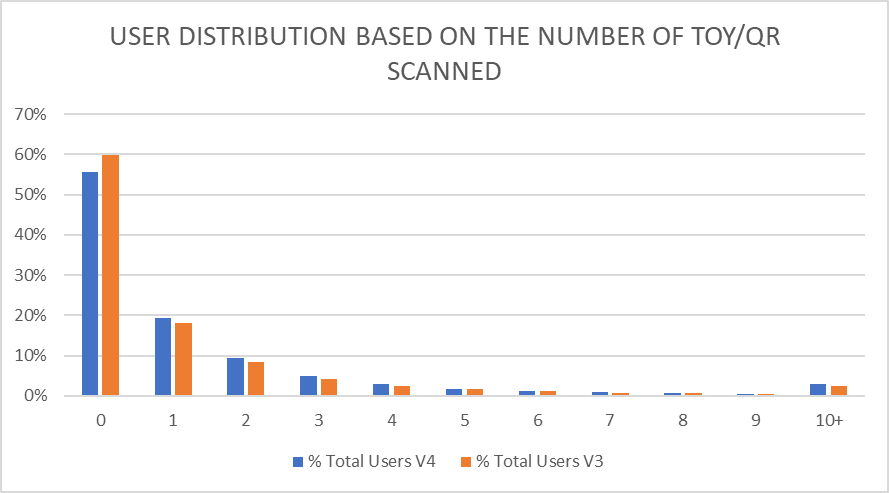 USER DISTRIBUTION BASED ON THE NUMBER OF TOY/QR
SCANNED
70%
60%
50%
40%
30%
20%
10%
0%
0 1 2 3 4 5 6 7 8 9 10+
% Total Users V4 % Total Users V3